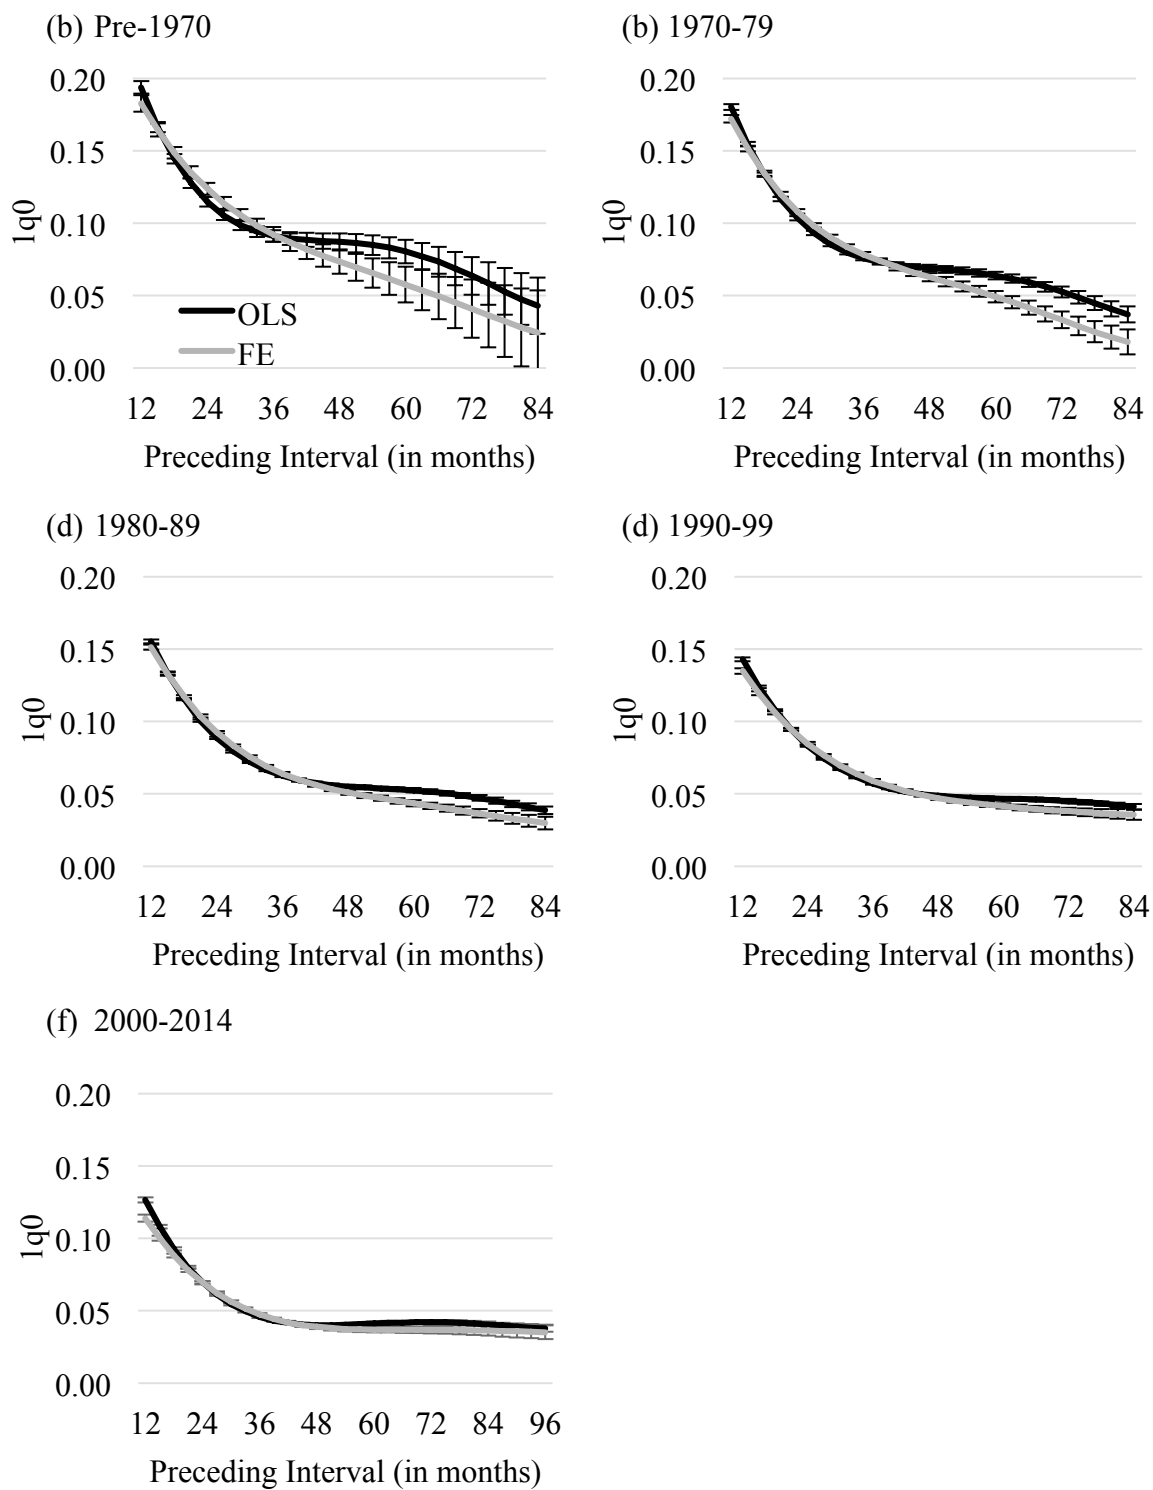 (b) Pre-1970
0.20
0.15
0.10
0.05
0.00
1q0
OLS
FE
12 24 36 48 60 72 84
Preceding Interval (in months)
(b) 1970-79
0.20
0.15
0.10
0.05
0.00
1q0
12 24 36 48 60 72 84
Preceding Interval (in months)
(d) 1980-89
0.20
0.15
0.10
0.05
0.00
1q0
12 24 36 48 60 72 84
Preceding Interval (in months)
(d) 1990-99
0.20
0.15
0.10
0.05
0.00
1q0
12 24 36 48 60 72 84
Preceding Interval (in months)
(f) 2000-2014
0.20
0.15
0.10
0.05
0.00
1q0
12 24 36 48 60 72 84 96
Preceding Interval (in months)